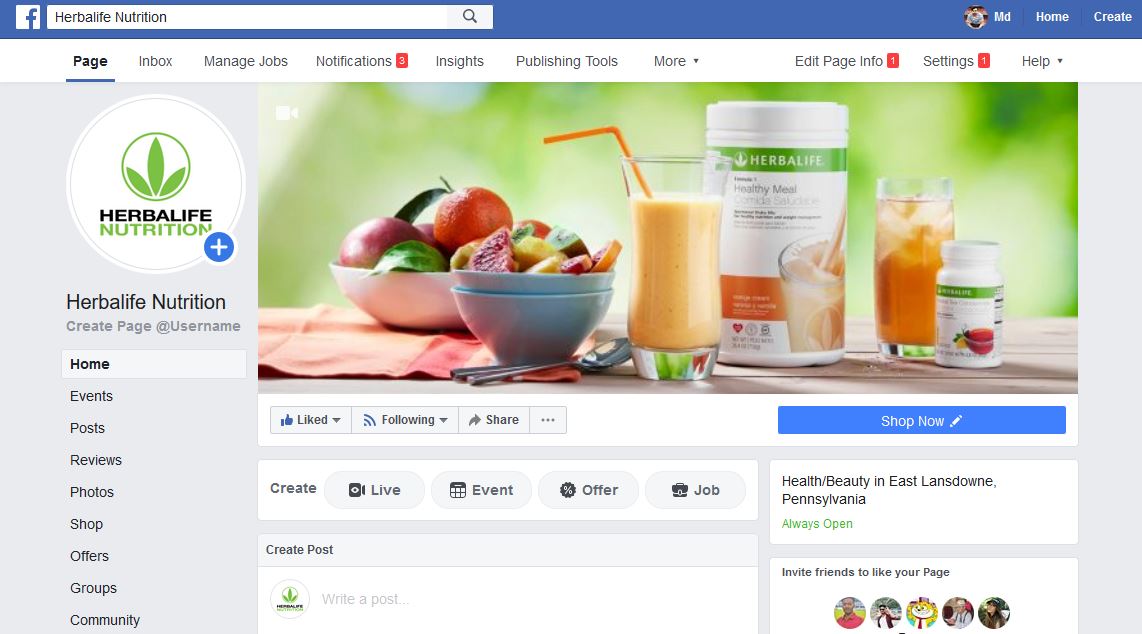 Herbalife Nutrition
Md
Home
Create
Page
Inbox
Manage Jobs
Notifications 3
Insights
Publishing Tools
More
Edit Page Info 1
Settings 1
Help
HERBALIFE
NUTRITION
Herbalife Nutrition
Create Page @Username
Home
Events
Posts
Reviews
Photos
Shop
Offers
Groups
Community
HERBALIFE
Formula 1
Healthy Meal
Comida Saludable
HERBALIFE
Liked
Following
Share
Shop Now
Create
Live
Event
Offer
Job
Create Post
HERBALIFE
NUTRITION
Write a post...
Health/Beauty in East Lansdowne,
Pennsylvania
Always Open
Invite friends to like your Page